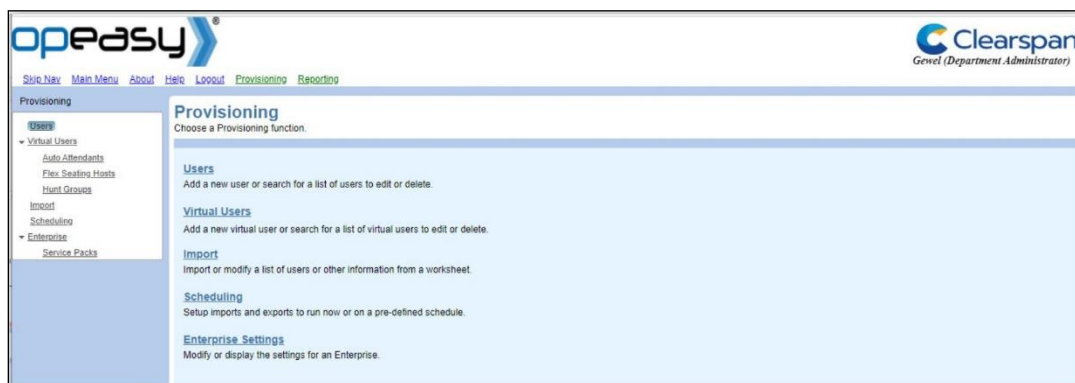 opeasy®
Clearspan
Gewel (Department Administrator)
Skip Nav Main Menu About Help Logout Provisioning Reporting
Provisioning
Users
Virtual Users
Auto Attendants
Flex Seating Hosts
Hunt Groups
Import
Scheduling
Enterprise
Service Packs
Provisioning
Choose a Provisioning function.
Users
Add a new user or search for a list of users to edit or delete.
Virtual Users
Add a new virtual user or search for a list of virtual users to edit or delete.
Import
Import or modify a list of users or other information from a worksheet.
Scheduling
Setup imports and exports to run now or on a pre-defined schedule.
Enterprise Settings
Modify or display the settings for an Enterprise.